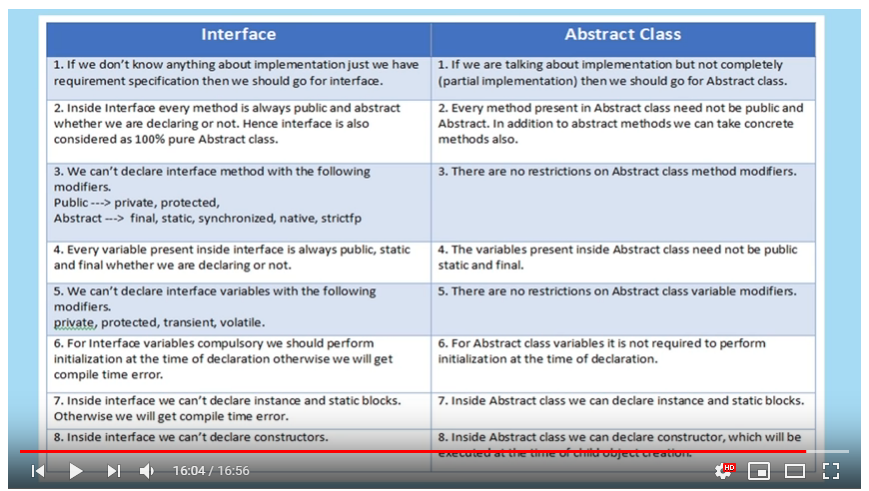 Interface
Abstract Class
1. If we don't know anything about implementation just we have
requirement specification then we should go for interface.
1. If we are talking about implementation but not completely
(partial implementation) then we should go for Abstract class.
2. Inside Interface every method is always public and abstract
whether we are declaring or not. Hence interface is also
considered as 100% pure Abstract class.
2. Every method present in Abstract class need not be public and
Abstract. In addition to abstract methods we can take concrete
methods also.
3. We can't declare interface method with the following
modifiers.
Public ---> private, protected,
Abstract ---> final, static, synchronized, native, strictfp
3. There are no restrictions on Abstract class method modifiers.
4. Every variable present inside interface is always public, static
and final whether we are declaring or not.
4. The variables present inside Abstract class need not be public
static and final.
5. We can't declare interface variables with the following
modifiers.
private, protected, transient, volatile.
5. There are no restrictions on Abstract class variable modifiers.
6. For Interface variables compulsory we should perform
initialization at the time of declaration otherwise we will get
compile time error.
6. For Abstract class variables it is not required to perform
initialization at the time of declaration.
7. Inside interface we can't declare instance and static blocks.
Otherwise we will get compile time error.
7. Inside Abstract class we can declare instance and static blocks.
8. Inside interface we can't declare constructors.
8. Inside Abstract class we can declare constructor, which will be
executed at the time of child object creation.
16:04 / 16:56
HD